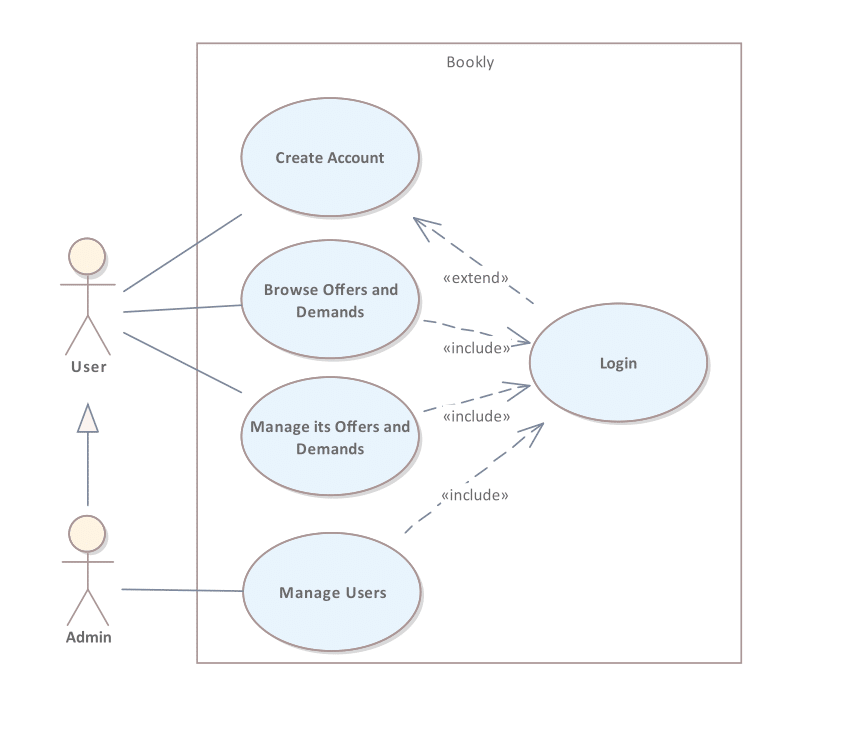 Bookly
Create Account
«extend»
Browse Offers and
Demands
«include»
Login
User
Manage its Offers and
Demands
«include»
«include»
Manage Users
Admin